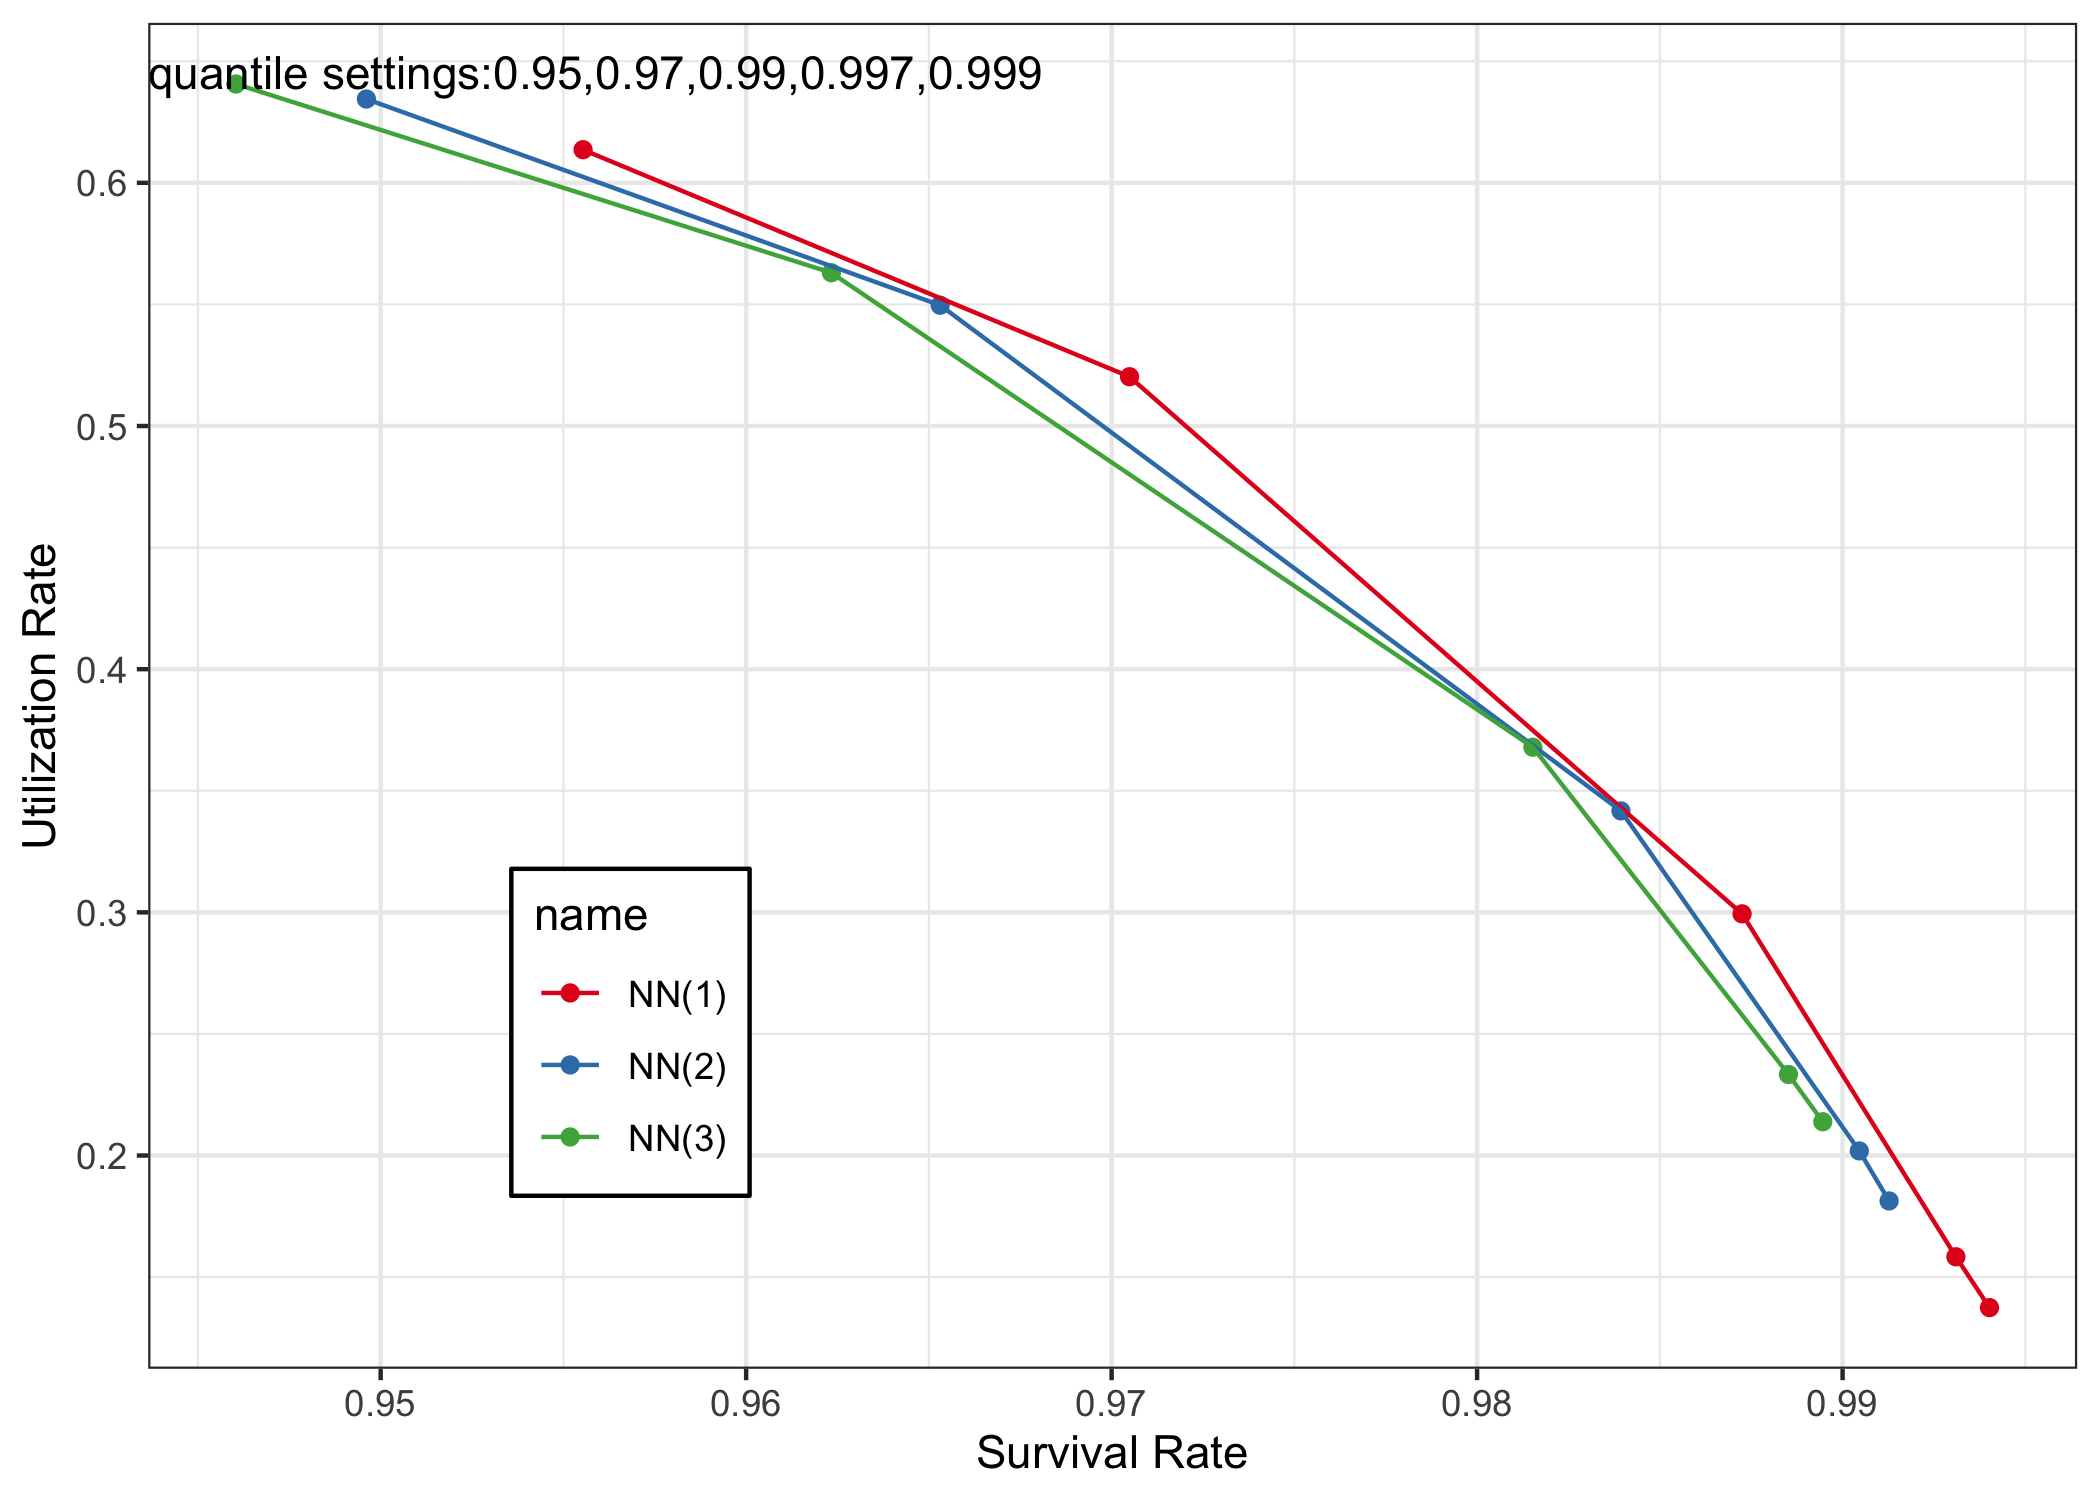 quantile settings:0.95,0.97,0.99,0.997,0.999
0.6
0.5
0.4
0.3
0.2
Utilization Rate
name
NN(1)
NN(2)
NN(3)
0.95 0.96 0.97 0.98 0.99
Survival Rate